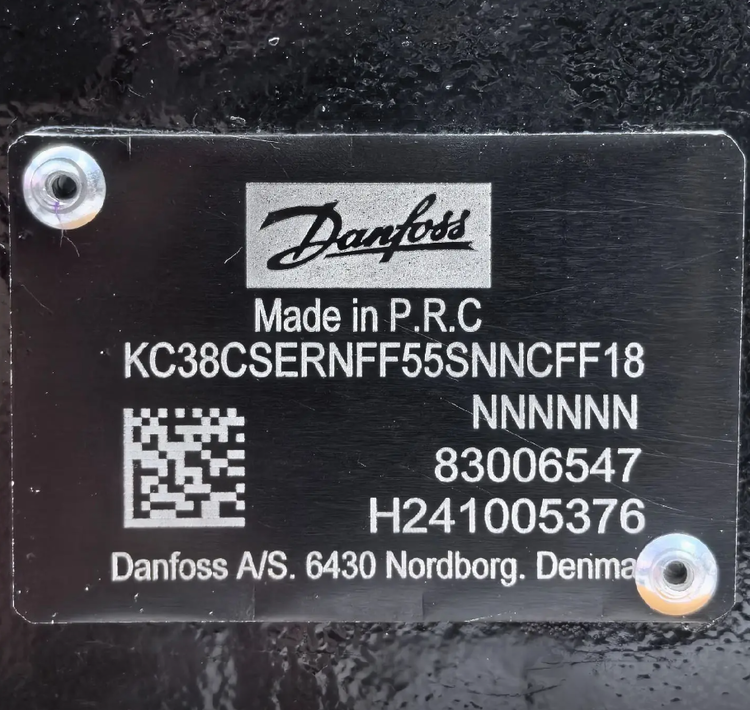 Danfoss
Made in P.R.C
KC38CSERNFF55SNNCFF18
NNNNNN
83006547
H241005376
Danfoss A/S. 6430 Nordborg. Denma